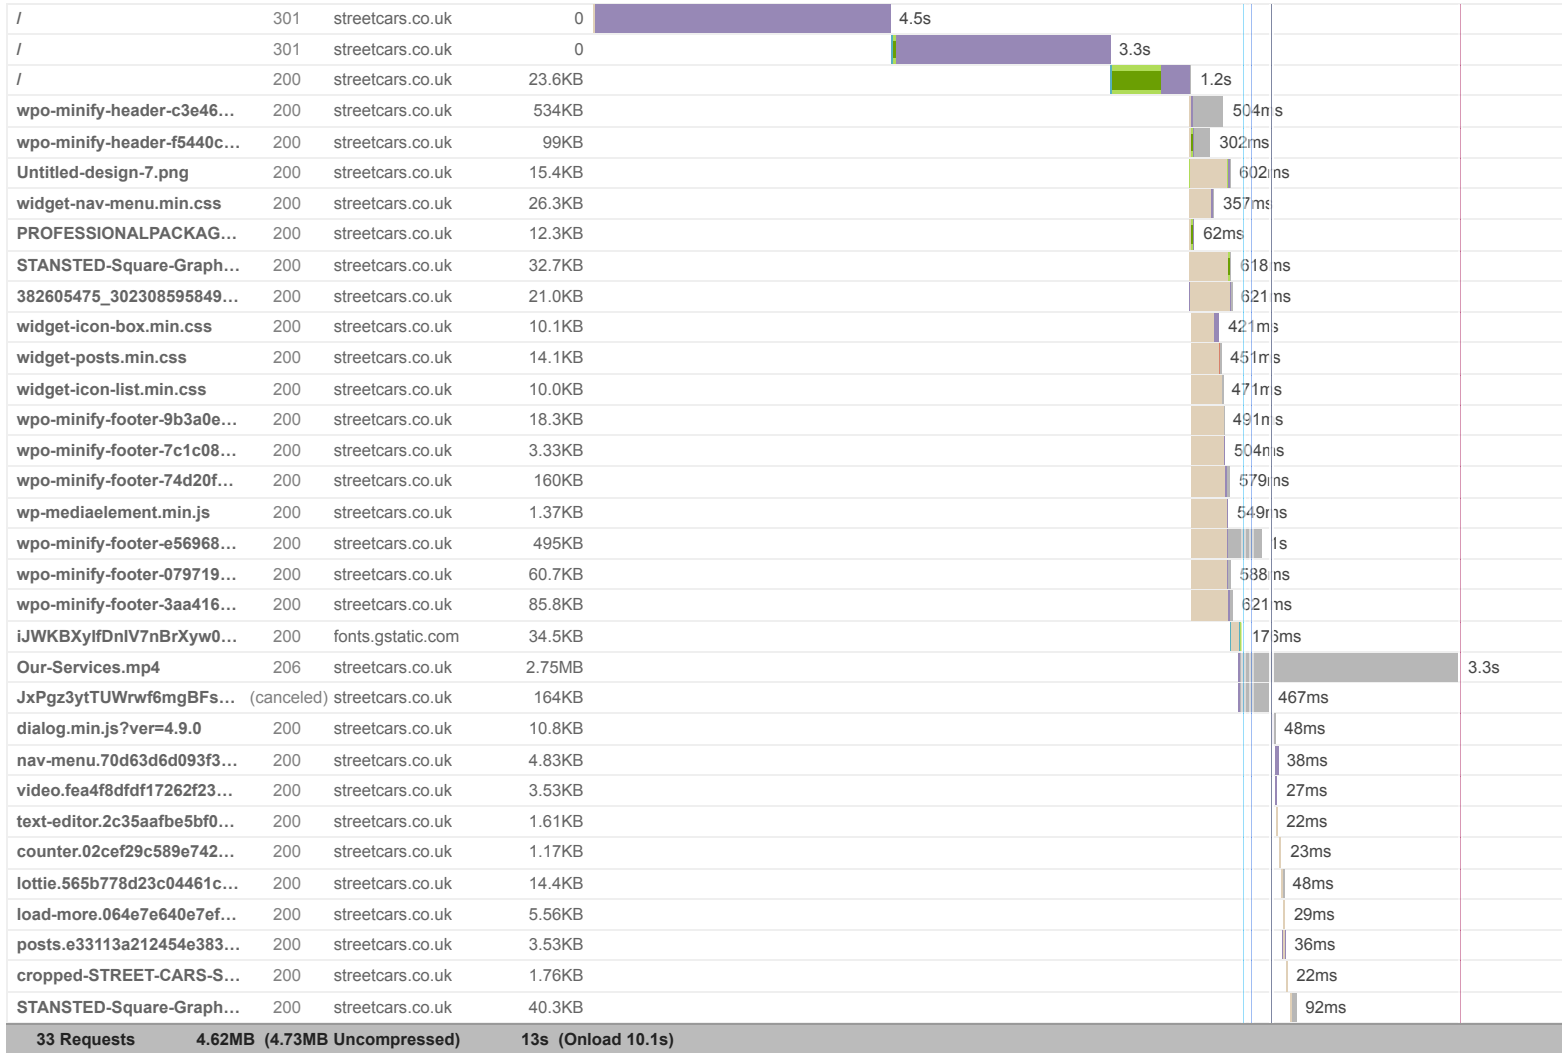 / 301 streetcars.co.uk 0 4.5s
/ 301 streetcars.co.uk 0 3.3s
/ 200 streetcars.co.uk 23.6KB 1.2s
wpo-minify-header-c3e46… 200 streetcars.co.uk 534KB 504ms
wpo-minify-header-f5440c… 200 streetcars.co.uk 99KB 302ms
Untitled-design-7.png 200 streetcars.co.uk 15.4KB 602ms
widget-nav-menu.min.css 200 streetcars.co.uk 26.3KB 357ms
PROFESSIONALPACKAG… 200 streetcars.co.uk 12.3KB 62ms
STANSTED-Square-Graph… 200 streetcars.co.uk 32.7KB 618ms
382605475_302308595849… 200 streetcars.co.uk 21.0KB 621ms
widget-icon-box.min.css 200 streetcars.co.uk 10.1KB 421ms
widget-posts.min.css 200 streetcars.co.uk 14.1KB 451ms
widget-icon-list.min.css 200 streetcars.co.uk 10.0KB 471ms
wpo-minify-footer-9b3a0e… 200 streetcars.co.uk 18.3KB 491ms
wpo-minify-footer-7c1c08… 200 streetcars.co.uk 3.33KB 504ms
wpo-minify-footer-74d20f… 200 streetcars.co.uk 160KB 579ms
wp-mediaelement.min.js 200 streetcars.co.uk 1.37KB 549ms
wpo-minify-footer-e56968… 200 streetcars.co.uk 495KB 1s
wpo-minify-footer-079719… 200 streetcars.co.uk 60.7KB 588ms
wpo-minify-footer-3aa416… 200 streetcars.co.uk 85.8KB 621ms
iJWKBXyIfDnIV7nBrXyw0… 200 fonts.gstatic.com 34.5KB 176ms
Our-Services.mp4 206 streetcars.co.uk 2.75MB 3.3s
JxPgz3ytTUWrwf6mgBFs… (canceled) streetcars.co.uk 164KB 467ms
dialog.min.js?ver=4.9.0 200 streetcars.co.uk 10.8KB 48ms
nav-menu.70d63d6d093f3… 200 streetcars.co.uk 4.83KB 38ms
video.fea4f8dfdf17262f23… 200 streetcars.co.uk 3.53KB 27ms
text-editor.2c35aafbe5bf0… 200 streetcars.co.uk 1.61KB 22ms
counter.02cef29c589e742… 200 streetcars.co.uk 1.17KB 23ms
lottie.565b778d23c04461c… 200 streetcars.co.uk 14.4KB 48ms
load-more.064e7e640e7ef… 200 streetcars.co.uk 5.56KB 29ms
posts.e33113a212454e383… 200 streetcars.co.uk 3.53KB 36ms
cropped-STREET-CARS-S… 200 streetcars.co.uk 1.76KB 22ms
STANSTED-Square-Graph… 200 streetcars.co.uk 40.3KB 92ms
33 Requests 4.62MB (4.73MB Uncompressed) 13s (Onload 10.1s)